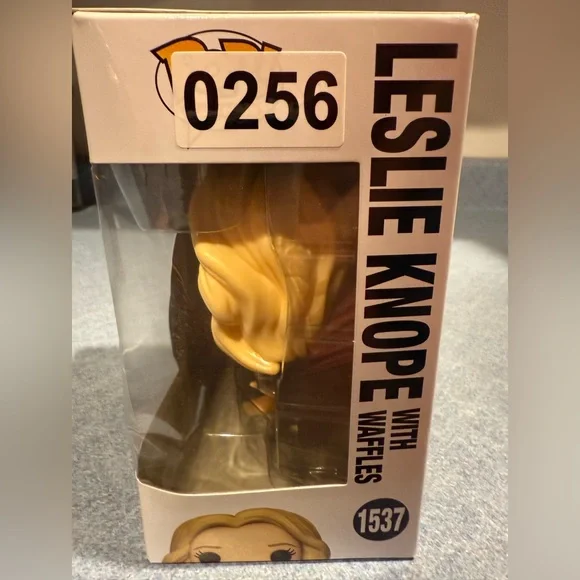 0256
LESLIE KNOPE
WITH
WAFFLES
1537